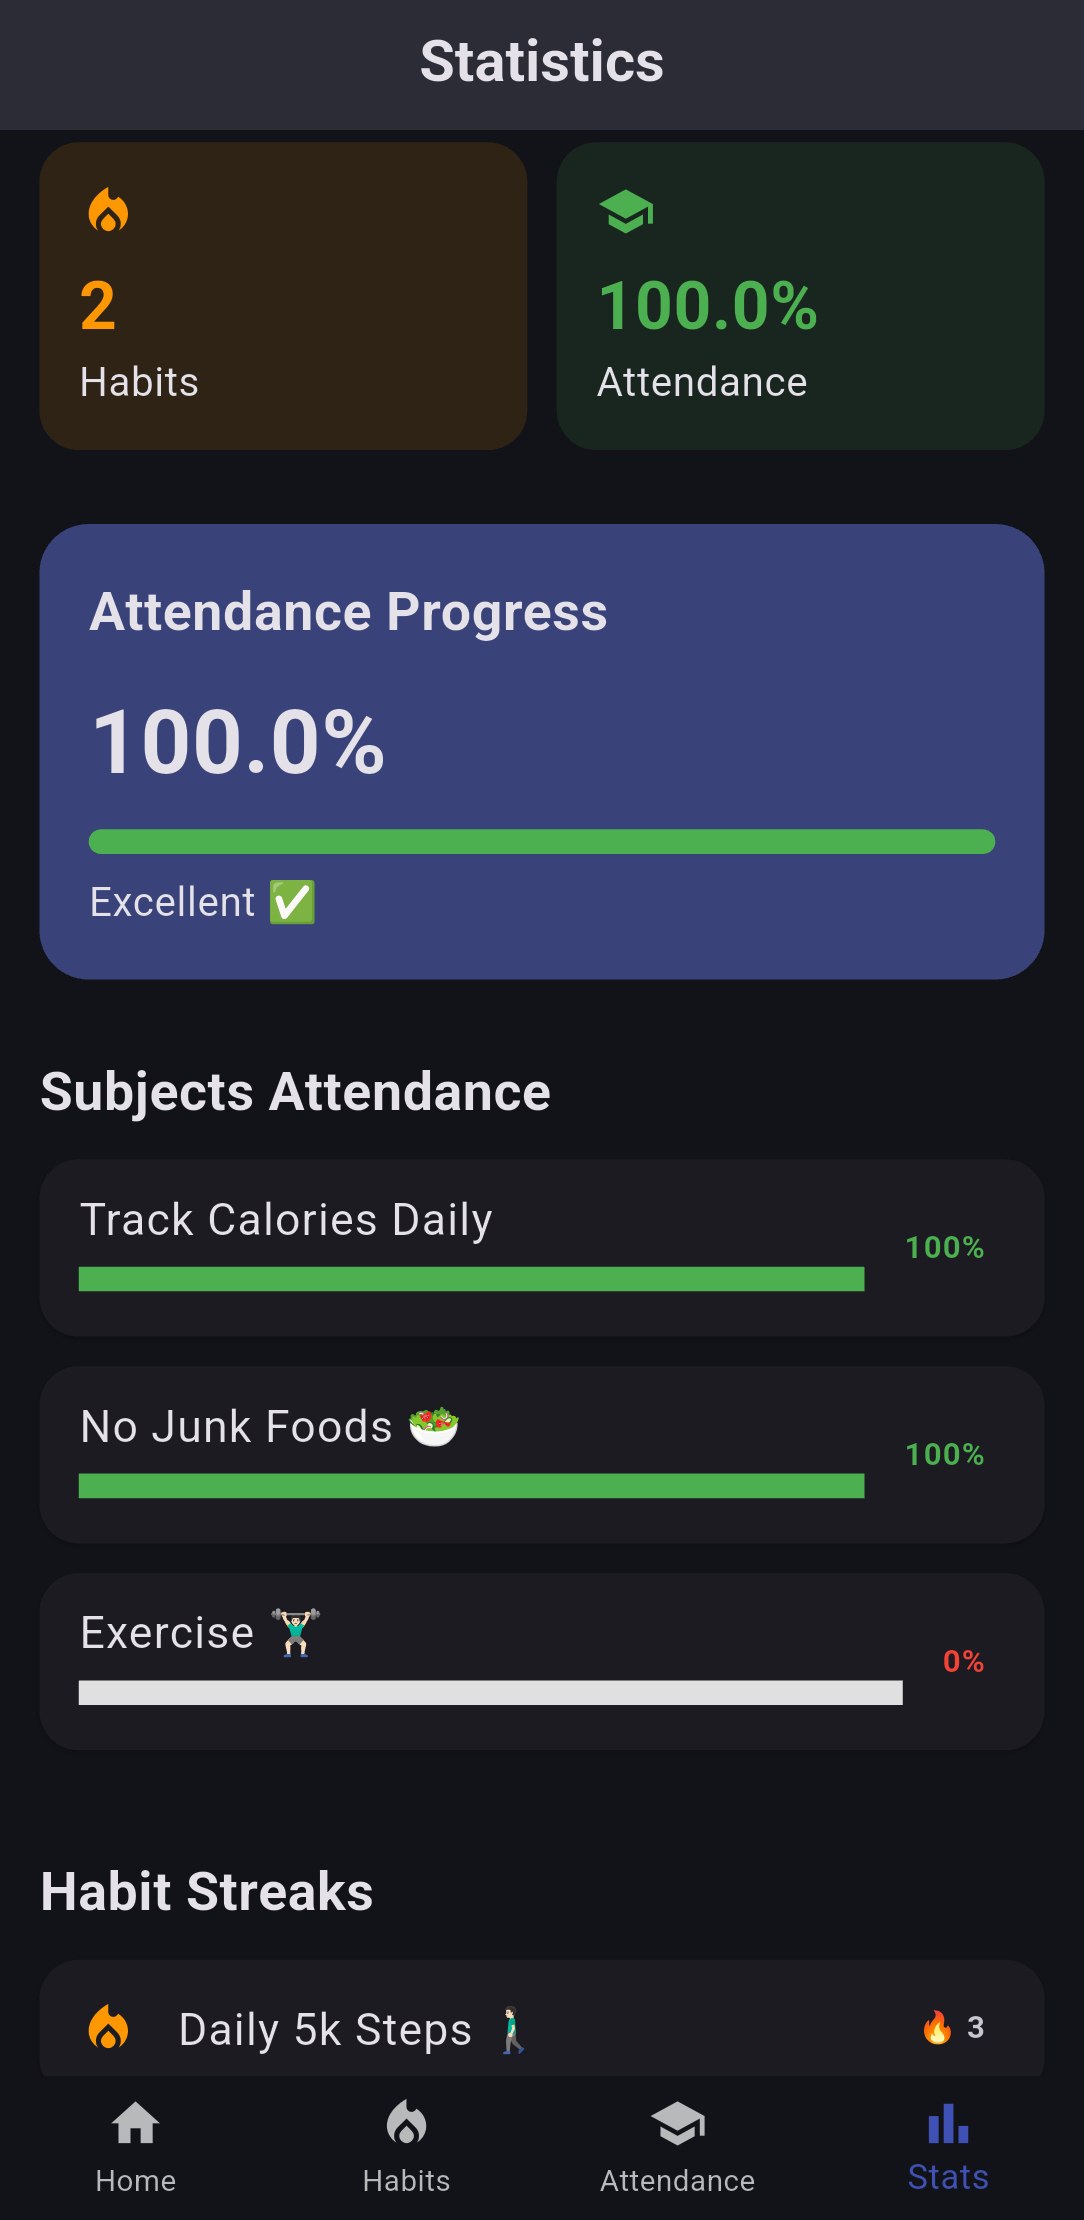 Statistics
2
Habits
100.0%
Attendance
Attendance Progress
100.0%
Excellent ✅
Subjects Attendance
Track Calories Daily
100%
No Junk Foods 🥗
100%
Exercise 🏋🏻‍♂️
0%
Habit Streaks
Daily 5k Steps 🚶🏻‍♂️
🔥 3
Home
Habits
Attendance
Stats